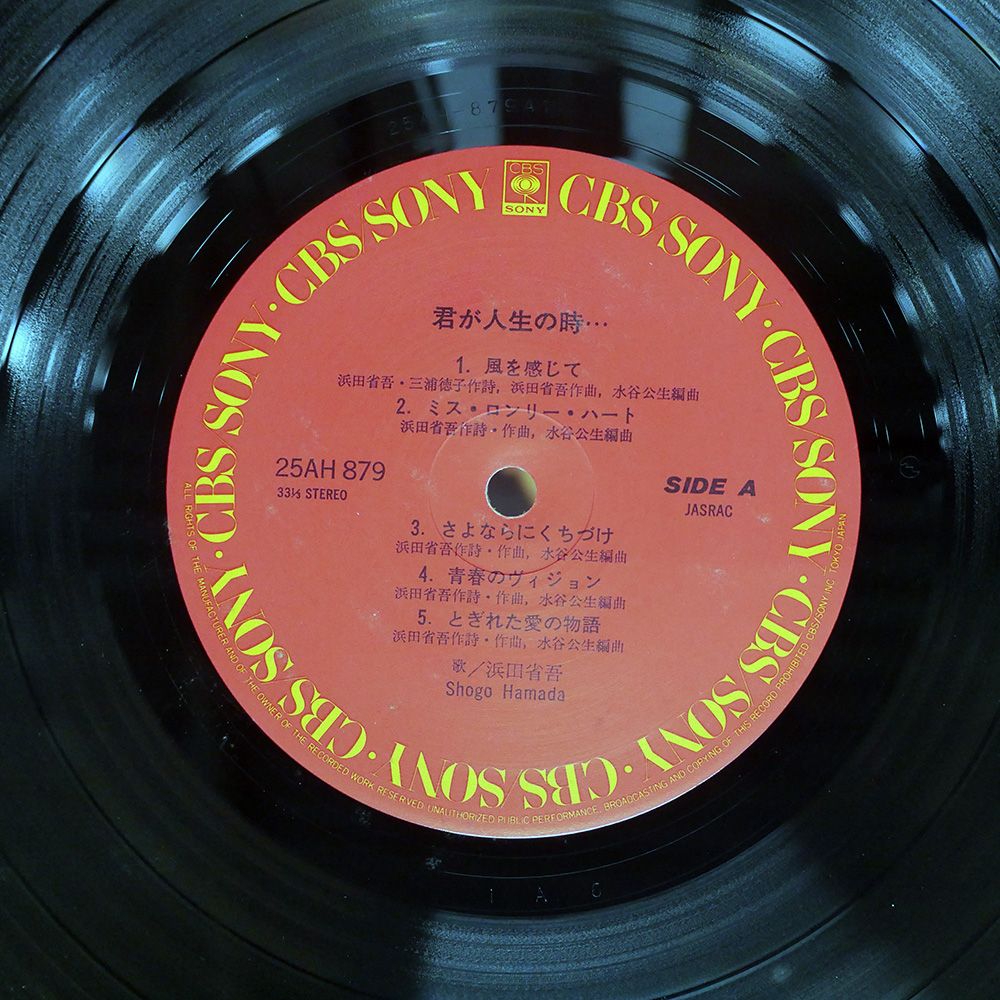 CBS
SONY
CBS/SONY · CBS/SONY · CBS/SONY · CBS/SONY · CBS/SONY · CBS/SONY · CBS/SONY · CBS/SONY
君が人生の時…
1. 風を感じて
浜田省吾・三浦徳子作詩, 浜田省吾作曲, 水谷公生編曲
2. ミス・ロンリー・ハート
浜田省吾作詩・作曲, 水谷公生編曲
25AH 879
33⅓ STEREO
SIDE A
JASRAC
3. さよならにくちづけ
浜田省吾作詩・作曲, 水谷公生編曲
4. 青春のヴィジョン
浜田省吾作詩・作曲, 水谷公生編曲
5. とぎれた愛の物語
浜田省吾作詩・作曲, 水谷公生編曲
歌／浜田省吾
Shogo Hamada
ALL RIGHTS OF THE MANUFACTURER AND OF THE OWNER OF THE RECORDED WORK RESERVED UNAUTHORIZED PUBLIC PERFORMANCE, BROADCASTING AND COPYING OF THIS RECORD PROHIBITED CBS/SONY INC. TOKYO JAPAN
1 A C